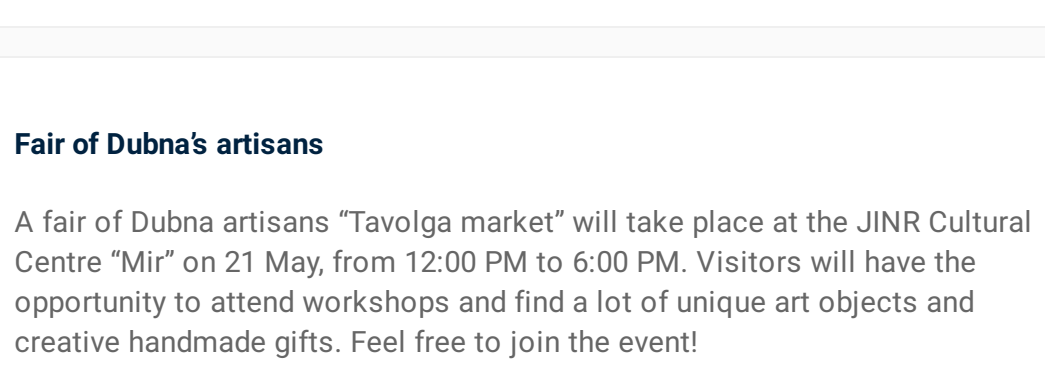 Fair of Dubna’s artisans
A fair of Dubna artisans “Tavolga market” will take place at the JINR Cultural
Centre “Mir” on 21 May, from 12:00 PM to 6:00 PM. Visitors will have the
opportunity to attend workshops and find a lot of unique art objects and
creative handmade gifts. Feel free to join the event!